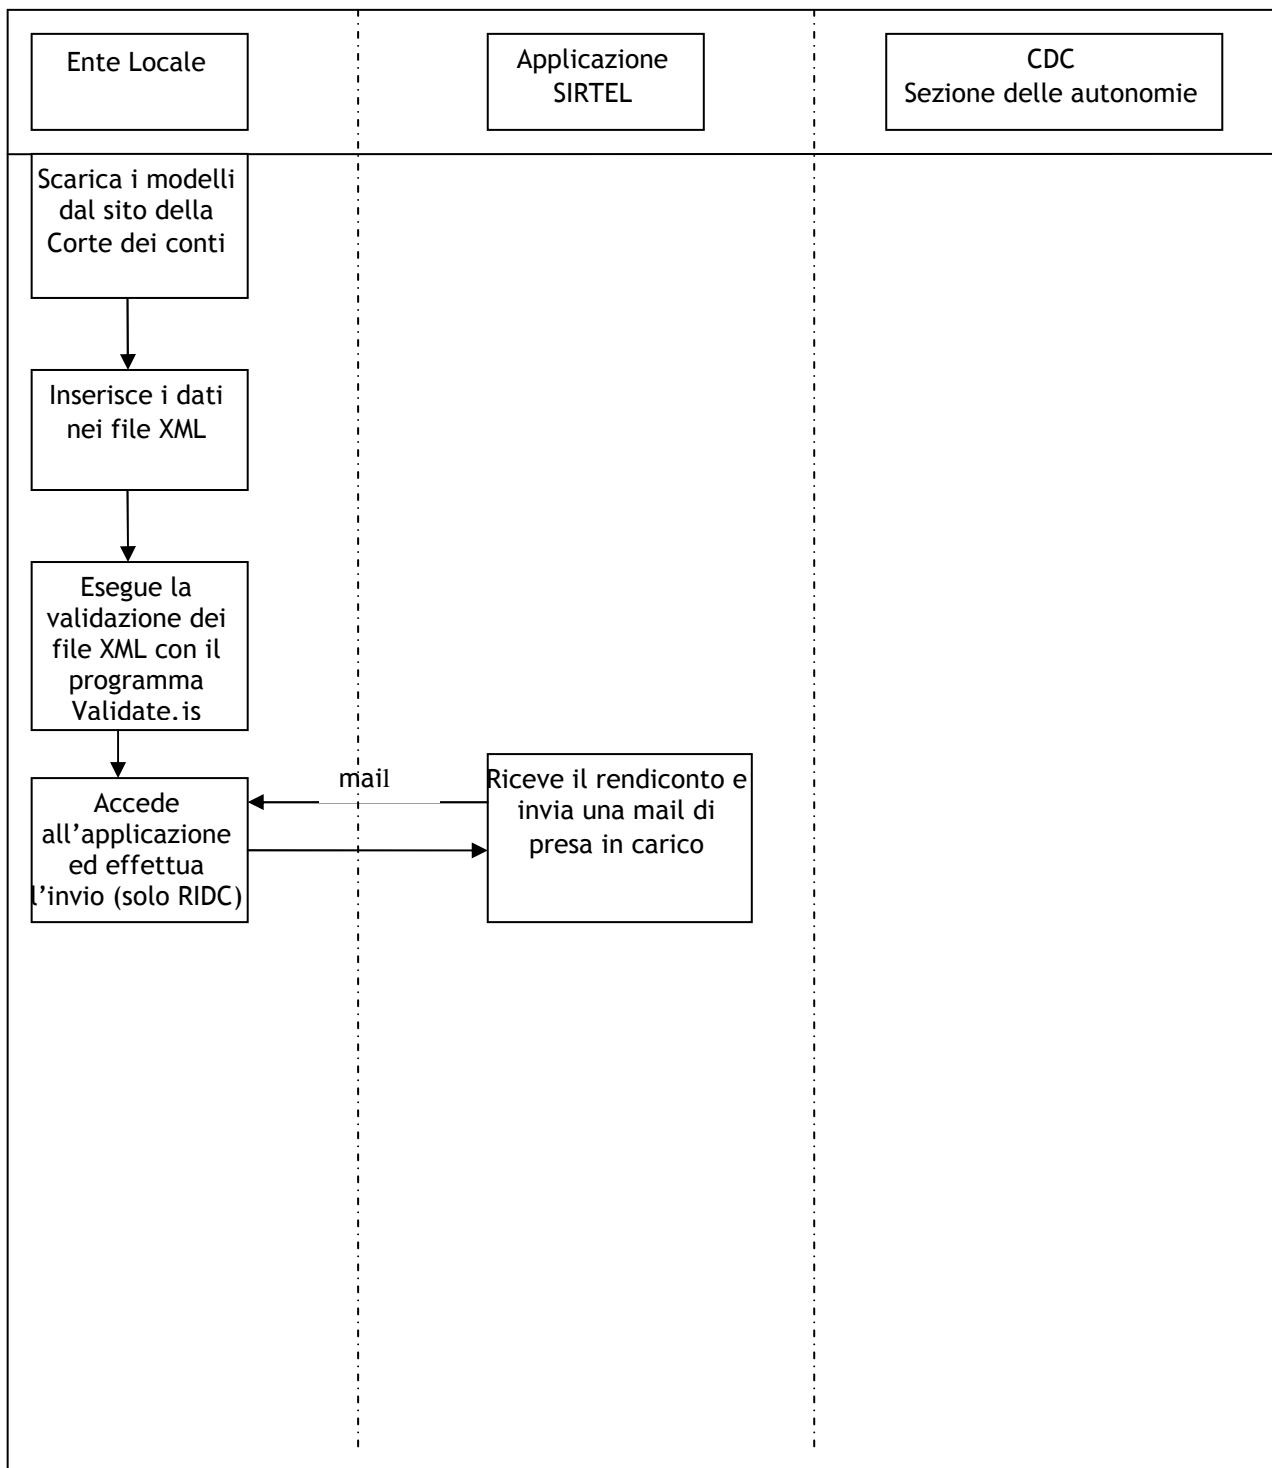 Ente Locale
Applicazione
SIRTEL
CDC
Sezione delle autonomie
Scarica i modelli
dal sito della
Corte dei conti
Inserisce i dati
nei file XML
Esegue la
validazione dei
file XML con il
programma
Validate.js
mail
Accede
all’applicazione
ed effettua
l’invio (solo RIDC)
Riceve il rendiconto e
invia una mail di
presa in carico